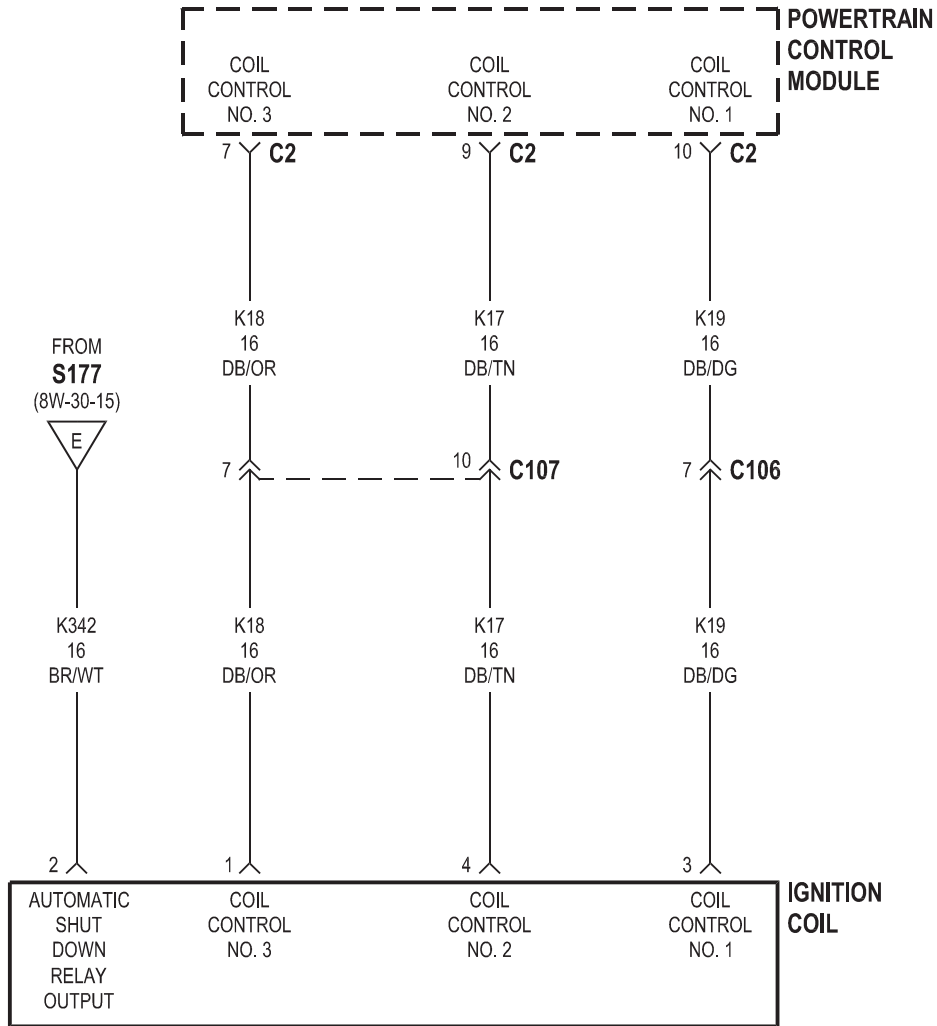 POWERTRAIN
CONTROL
MODULE
COIL
CONTROL
NO. 3
COIL
CONTROL
NO. 2
COIL
CONTROL
NO. 1
7 C2
9 C2
10 C2
K18
16
DB/OR
K17
16
DB/TN
K19
16
DB/DG
FROM
S177
(8W-30-15)
E
7
10 C107
7 C106
K342
16
BR/WT
K18
16
DB/OR
K17
16
DB/TN
K19
16
DB/DG
2
1
4
3
AUTOMATIC
SHUT
DOWN
RELAY
OUTPUT
COIL
CONTROL
NO. 3
COIL
CONTROL
NO. 2
COIL
CONTROL
NO. 1
IGNITION
COIL